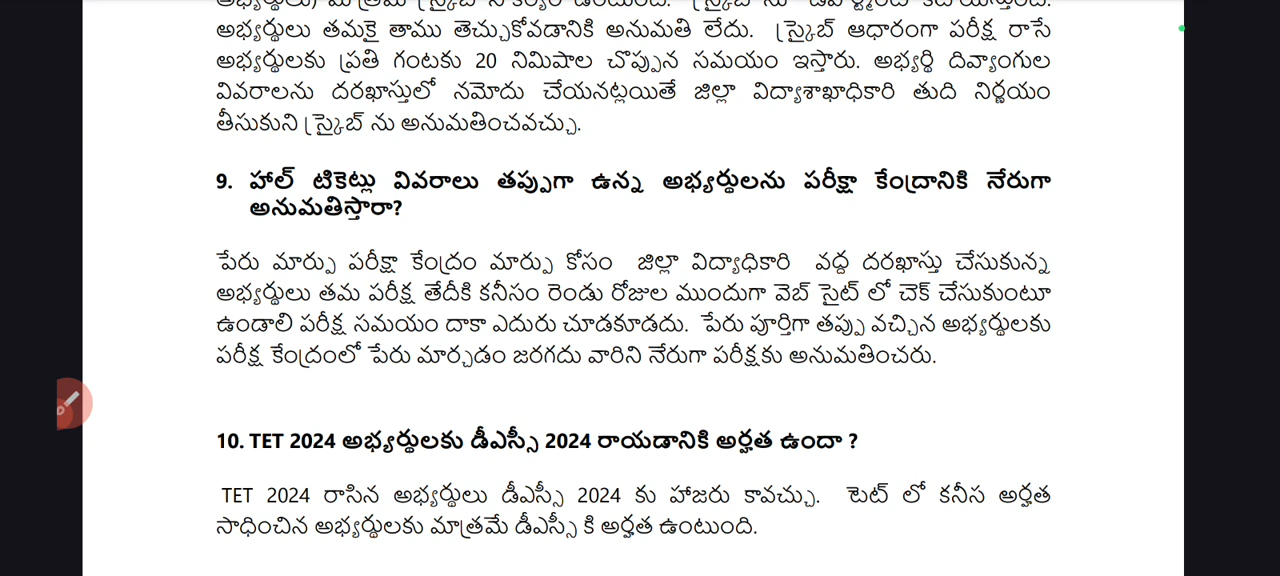 అభ్యర్థులు తమకై తాము తెచ్చుకోవడానికి అనుమతి లేదు. స్క్రైబ్ ఆధారంగా పరీక్ష రాసే
అభ్యర్థులకు ప్రతి గంటకు 20 నిమిషాల చొప్పున సమయం ఇస్తారు. అభ్యర్థి దివ్యాంగుల
వివరాలను దరఖాస్తులో నమోదు చేయనట్లయితే జిల్లా విద్యాశాఖాధికారి తుది నిర్ణయం
తీసుకుని స్క్రైబ్ ను అనుమతించవచ్చు.
9. హాల్ టికెట్లు వివరాలు తప్పుగా ఉన్న అభ్యర్థులను పరీక్షా కేంద్రానికి నేరుగా
అనుమతిస్తారా?
పేరు మార్పు పరీక్షా కేంద్రం మార్పు కోసం జిల్లా విద్యాధికారి వద్ద దరఖాస్తు చేసుకున్న
అభ్యర్థులు తమ పరీక్ష తేదీకి కనీసం రెండు రోజుల ముందుగా వెబ్ సైట్ లో చెక్ చేసుకుంటూ
ఉండాలి పరీక్ష సమయం దాకా ఎదురు చూడకూడదు. పేరు పూర్తిగా తప్పు వచ్చిన అభ్యర్థులకు
పరీక్ష కేంద్రంలో పేరు మార్చడం జరగదు వారిని నేరుగా పరీక్షకు అనుమతించరు.
10. TET 2024 అభ్యర్థులకు డీఎస్సీ 2024 రాయడానికి అర్హత ఉందా ?
TET 2024 రాసిన అభ్యర్థులు డీఎస్సీ 2024 కు హాజరు కావచ్చు. టెట్ లో కనీస అర్హత
సాధించిన అభ్యర్థులకు మాత్రమే డీఎస్సీ కి అర్హత ఉంటుంది.